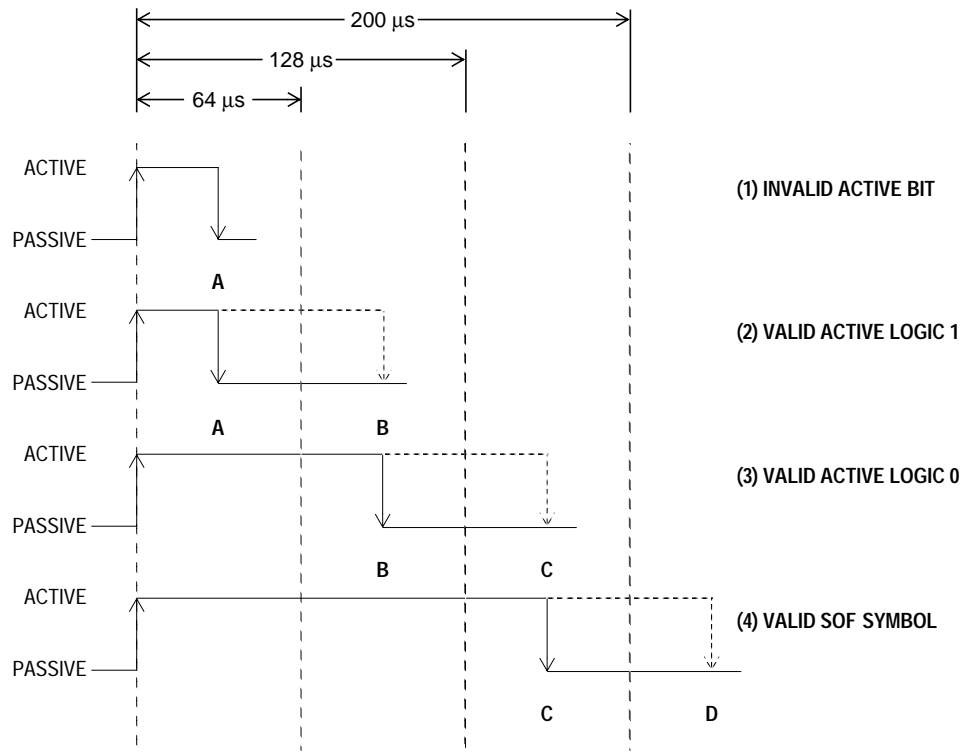 200 μs
128 μs
64 μs
ACTIVE
(1) INVALID ACTIVE BIT
PASSIVE
A
ACTIVE
(2) VALID ACTIVE LOGIC 1
PASSIVE
A B
ACTIVE
(3) VALID ACTIVE LOGIC 0
PASSIVE
B C
ACTIVE
(4) VALID SOF SYMBOL
PASSIVE
C D